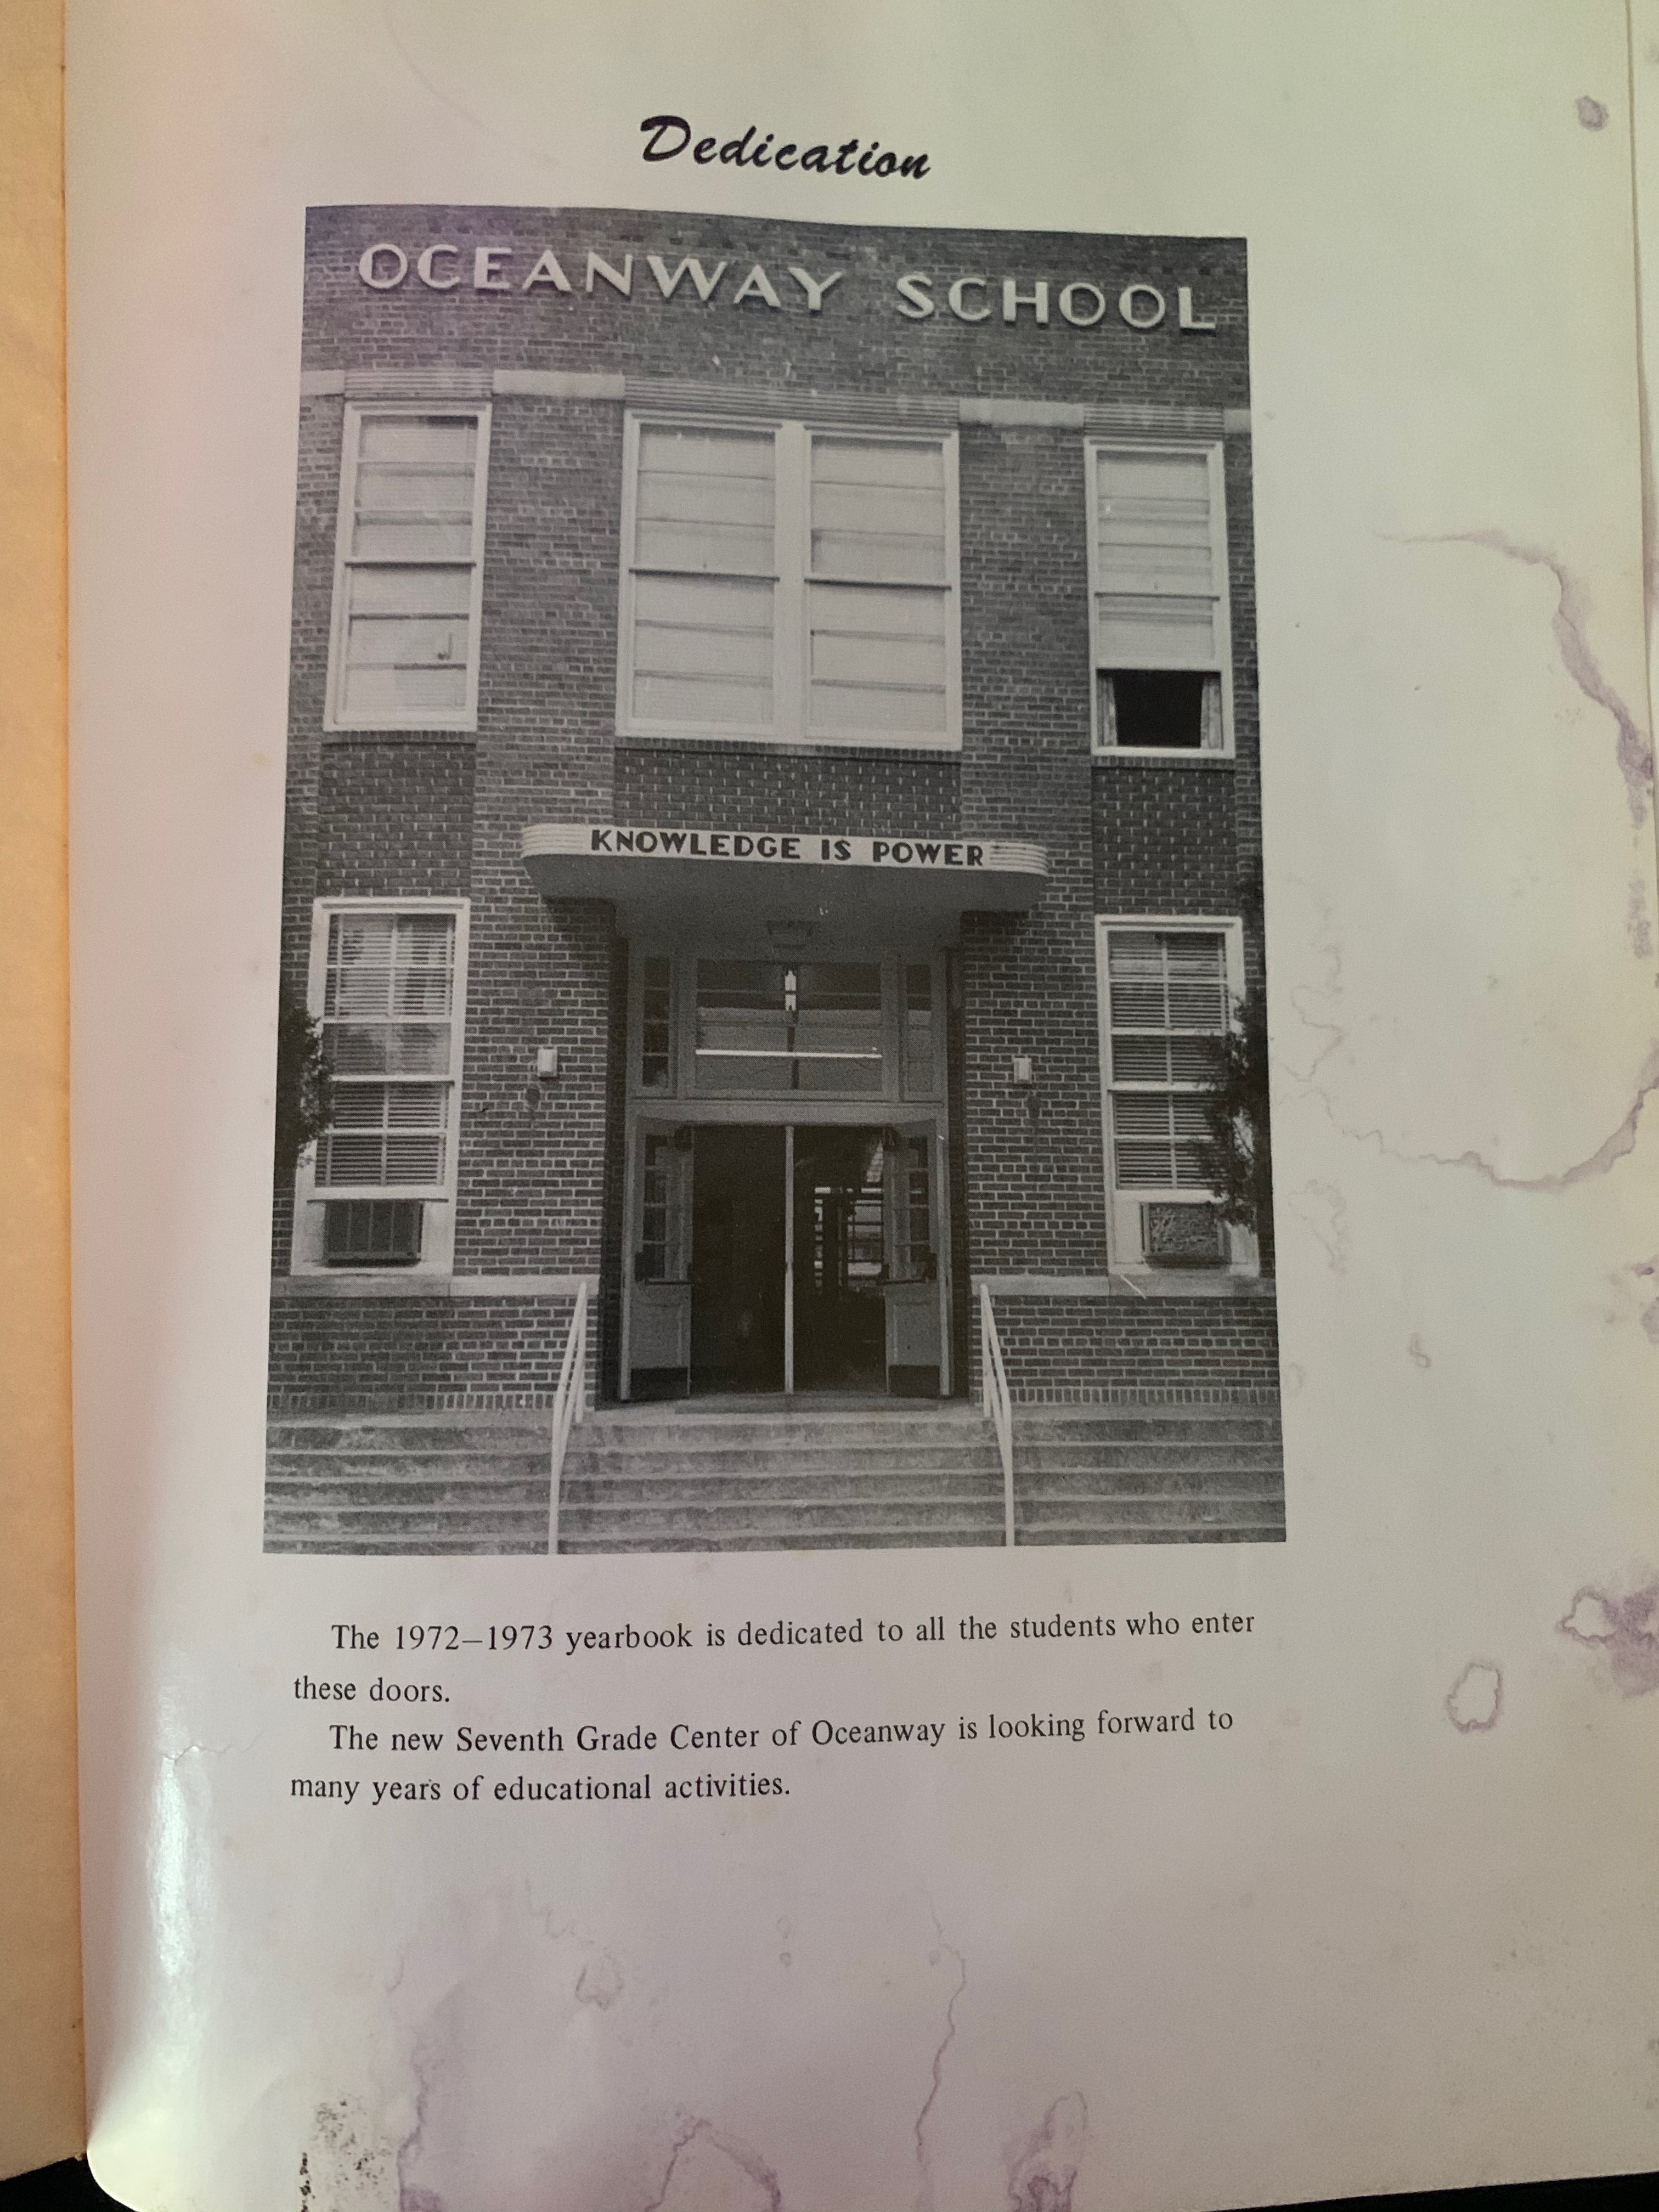 Dedication
OCEANWAY SCHOOL
KNOWLEDGE IS POWER
The 1972–1973 yearbook is dedicated to all the students who enter
these doors.
The new Seventh Grade Center of Oceanway is looking forward to
many years of educational activities.